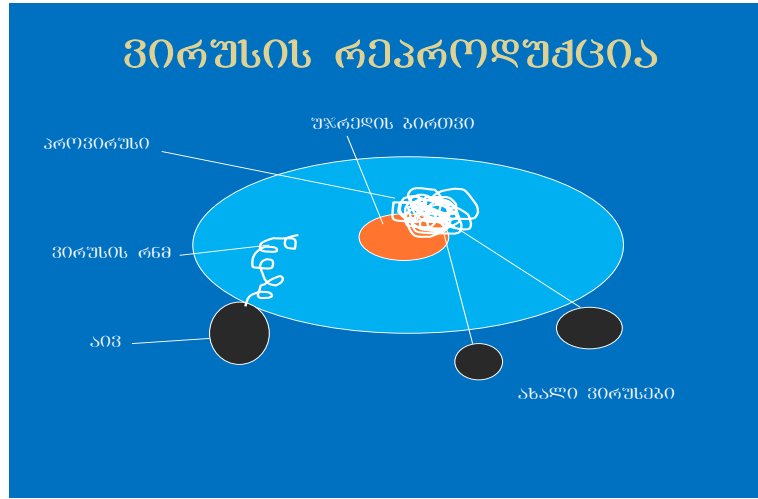 ვირუსის რეპროდუქცია
უჯრედის ბირთვი
პროვირუსი
ვირუსის რნმ
აივ
ახალი ვირუსები